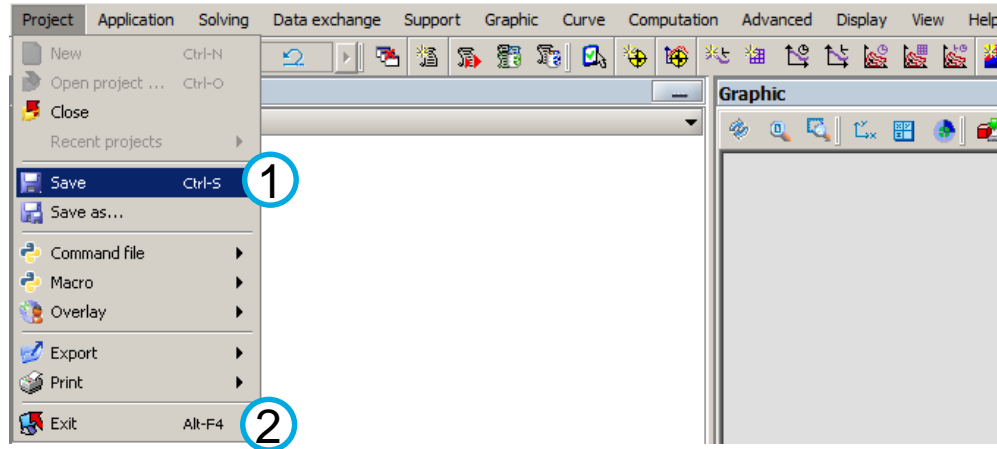 Project Application Solving Data exchange Support Graphic Curve Computation Advanced Display View Help
New Ctrl-N
Open project ... Ctrl-O
Close
Recent projects
Save Ctrl-S 1
Save as...
Command file
Macro
Overlay
Export
Print
Exit Alt-F4 2
Graphic